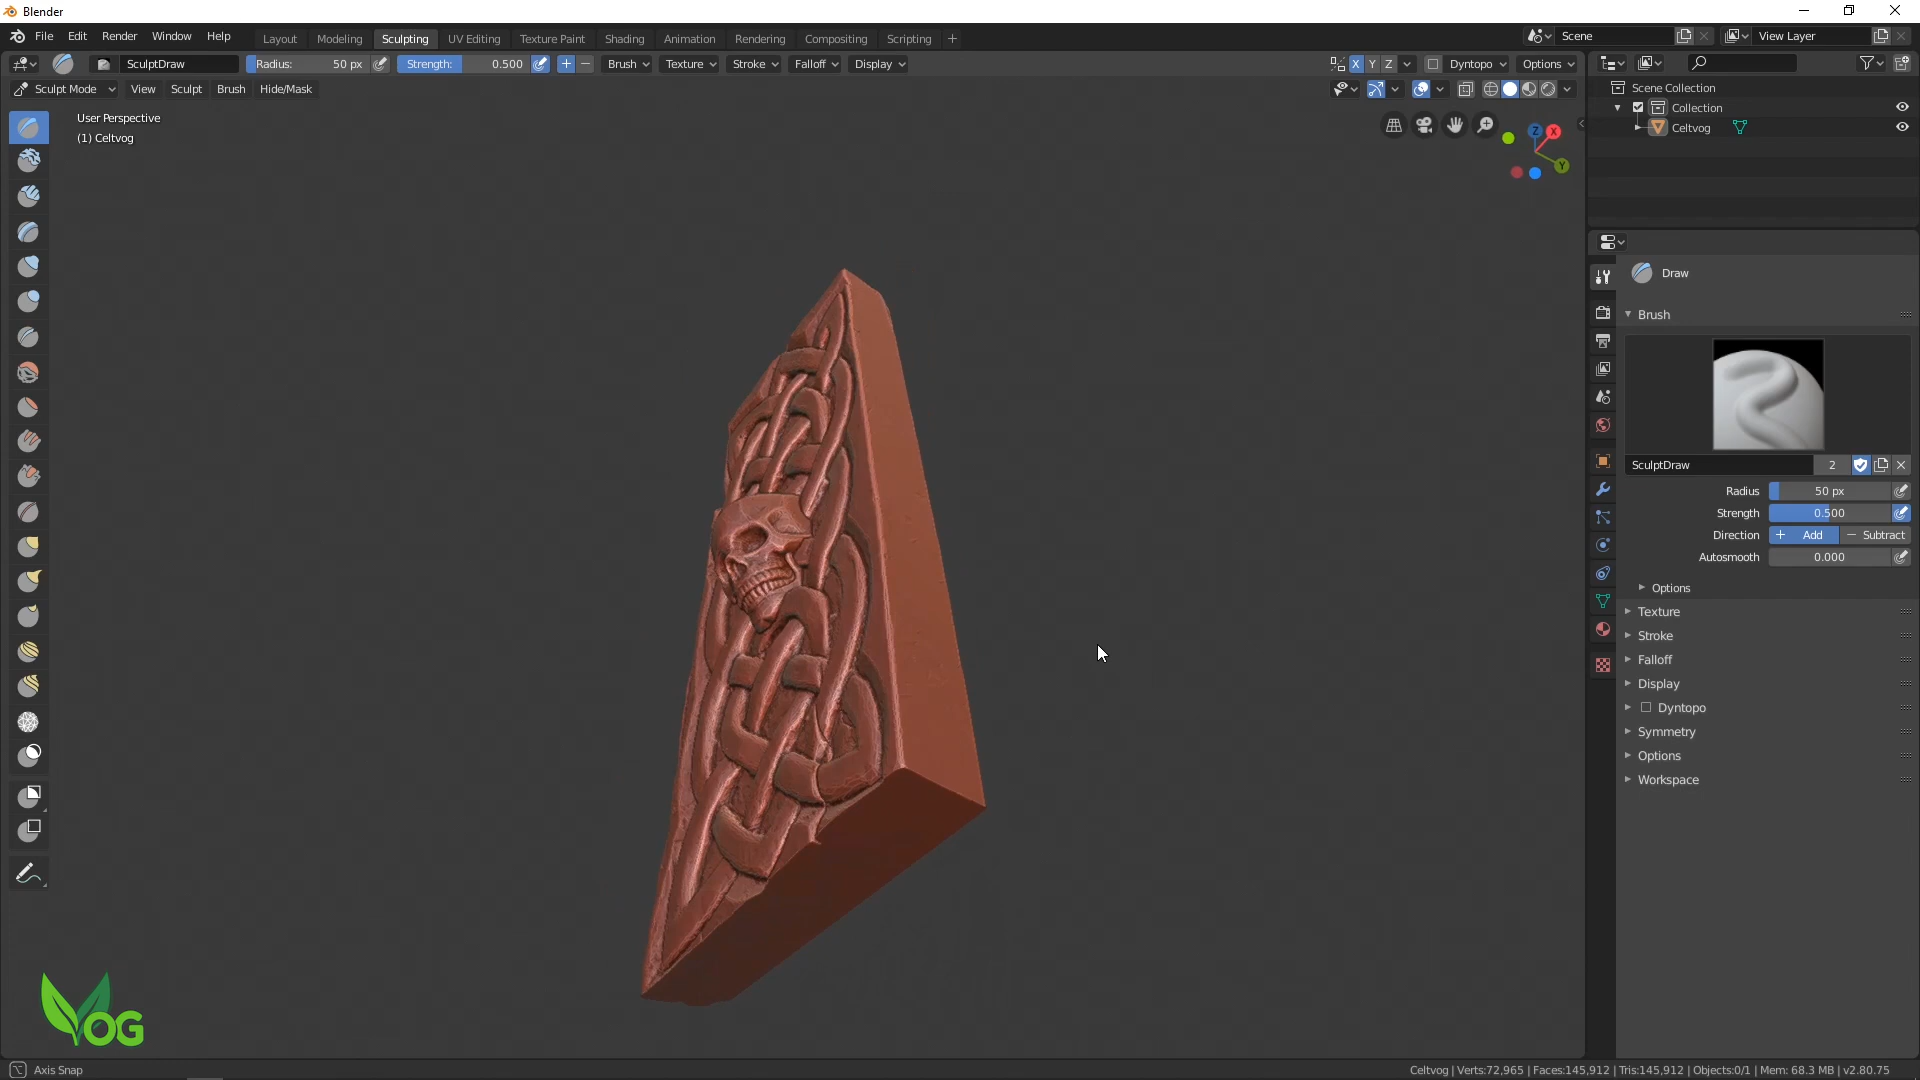 Blender
File Edit Render Window Help
Layout Modeling Sculpting UV Editing Texture Paint Shading Animation Rendering Compositing Scripting +
Scene
View Layer
SculptDraw Radius: 50 px Strength: 0.500 + − Brush Texture Stroke Falloff Display
X Y Z Dyntopo Options
Sculpt Mode View Sculpt Brush Hide/Mask
User Perspective
(1) Celtvog
Z X Y
Scene Collection
Collection
Celtvog
Draw
Brush
SculptDraw 2
Radius 50 px
Strength 0.500
Direction + Add − Subtract
Autosmooth 0.000
Options
Texture
Stroke
Falloff
Display
Dyntopo
Symmetry
Options
Workspace
VOG
Axis Snap
Celtvog | Verts:72,965 | Faces:145,912 | Tris:145,912 | Objects:0/1 | Mem: 68.3 MB | v2.80.75